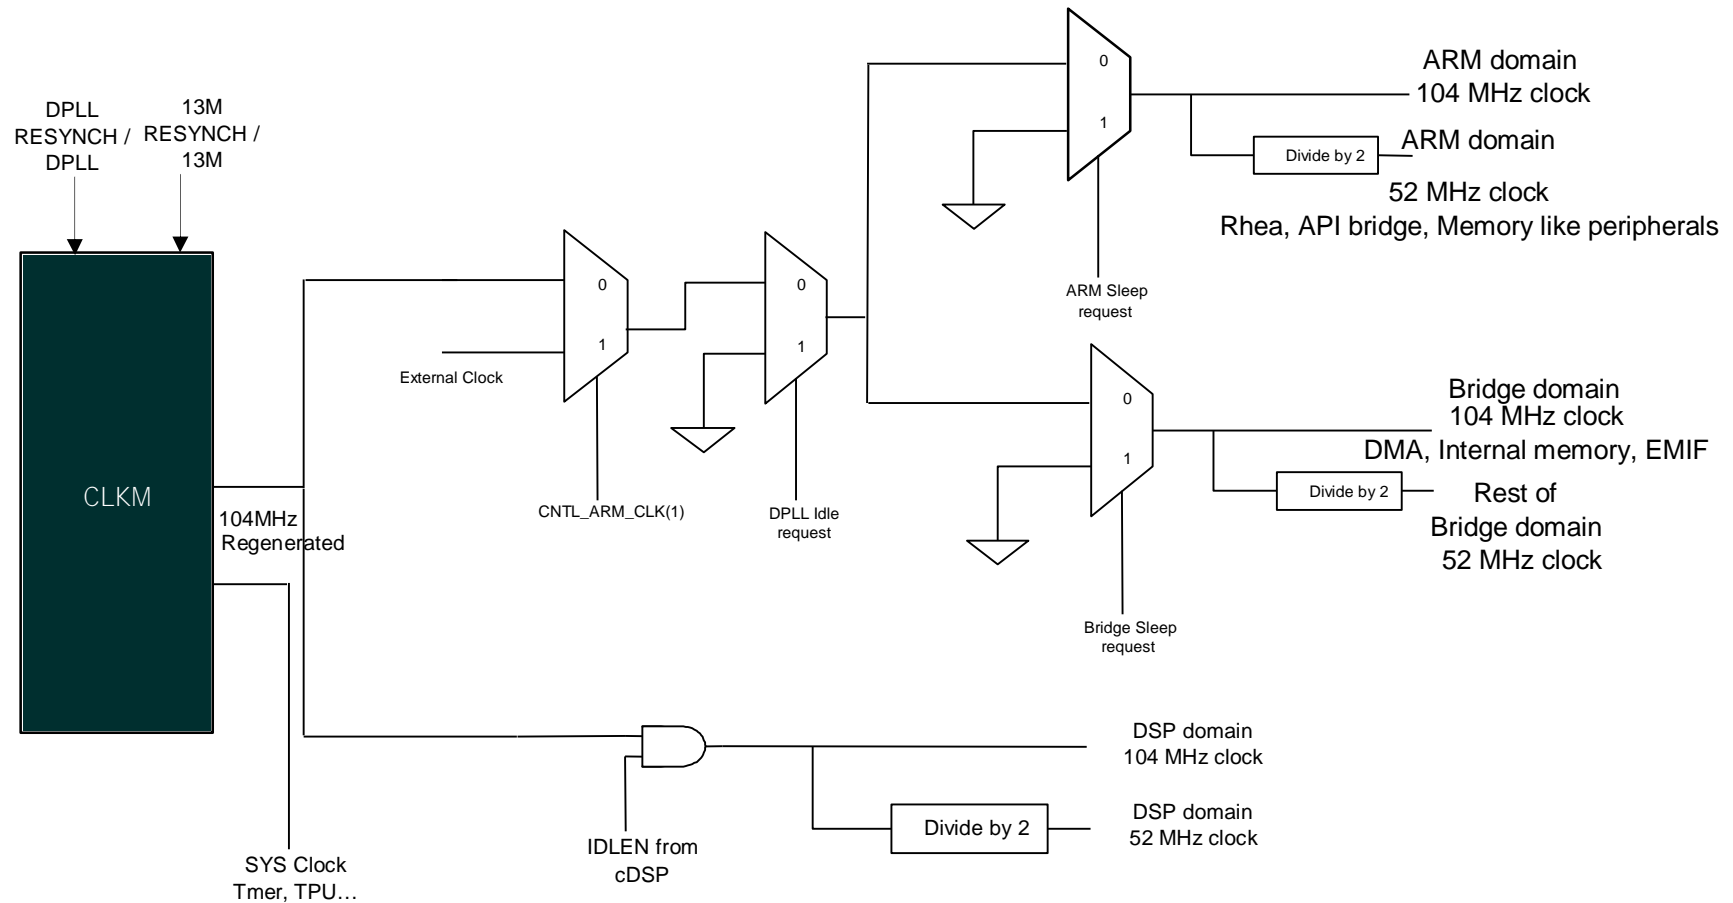 DPLL
RESYNCH /
DPLL
13M
RESYNCH /
13M
CLKM
104MHz
Regenerated
SYS Clock
Tmer, TPU…
External Clock
0
1
CNTL_ARM_CLK(1)
0
1
DPLL Idle
request
0
1
ARM Sleep
request
ARM domain
104 MHz clock
Divide by 2
ARM domain
52 MHz clock
Rhea, API bridge, Memory like peripherals
0
1
Bridge Sleep
request
Bridge domain
104 MHz clock
DMA, Internal memory, EMIF
Divide by 2
Rest of
Bridge domain
52 MHz clock
IDLEN from
cDSP
DSP domain
104 MHz clock
Divide by 2
DSP domain
52 MHz clock